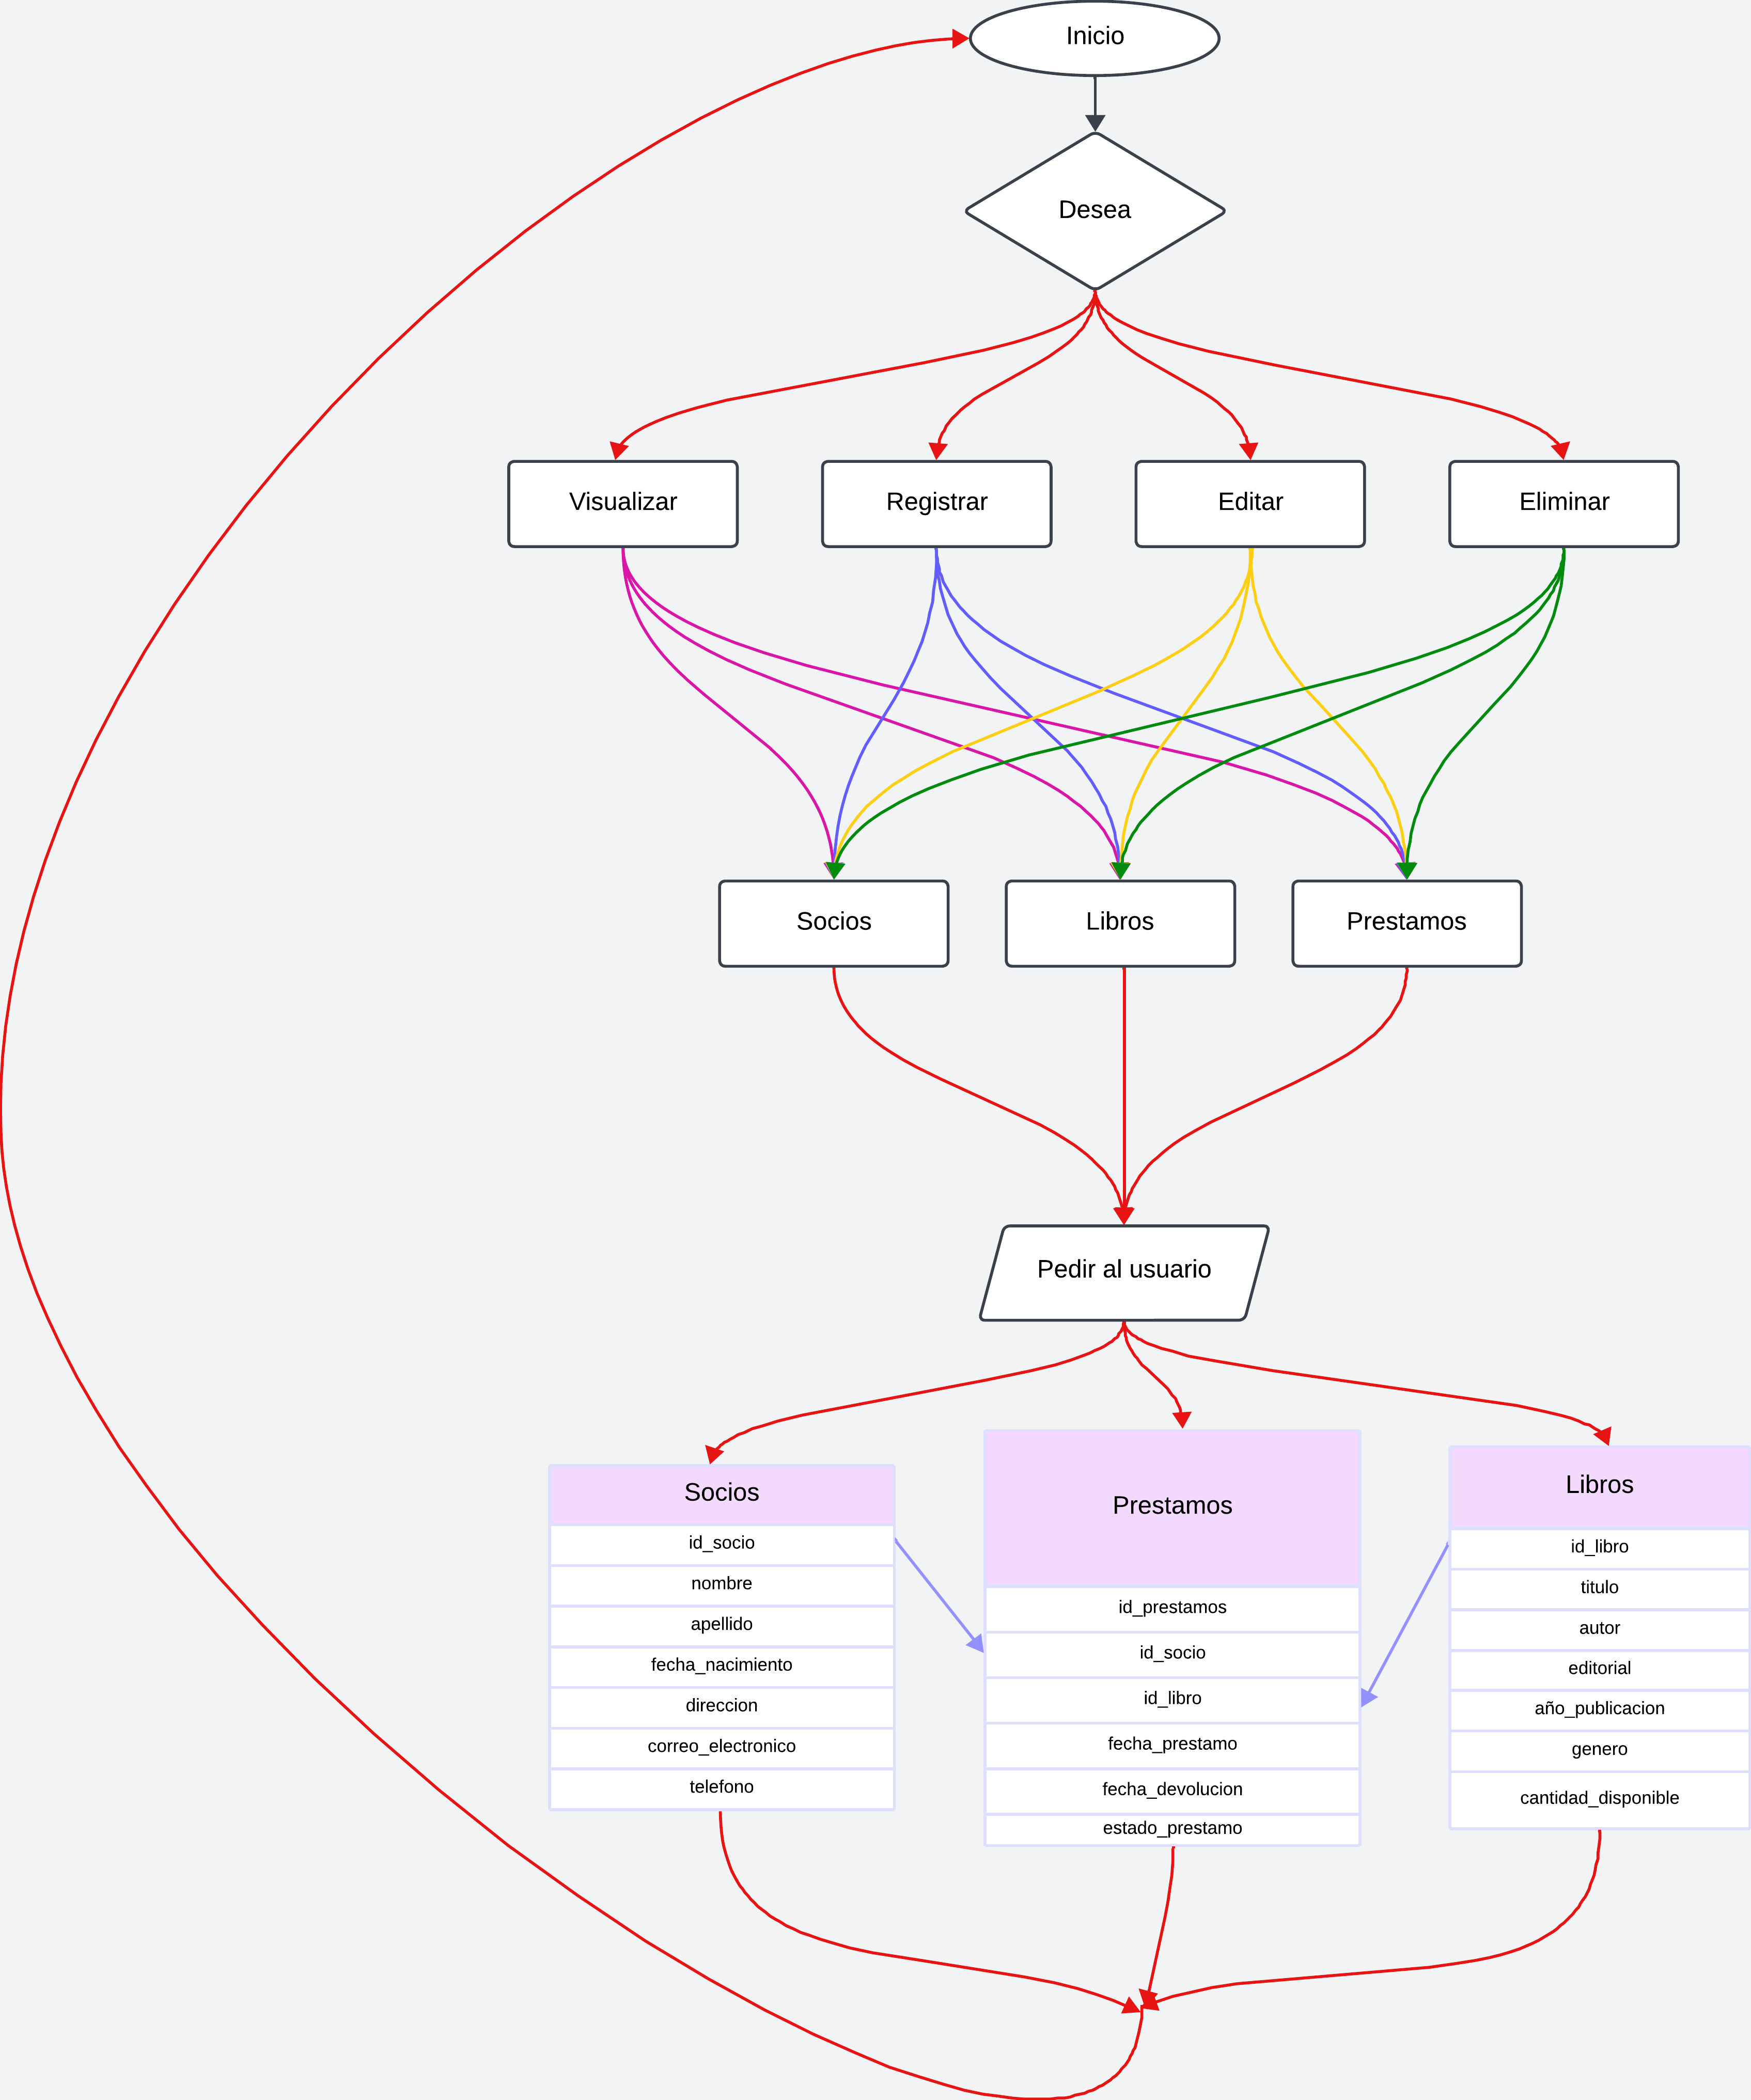 Inicio
Desea
Visualizar
Registrar
Editar
Eliminar
Socios
Libros
Prestamos
Pedir al usuario
Socios
id_socio
nombre
apellido
fecha_nacimiento
direccion
correo_electronico
telefono
Prestamos
id_prestamos
id_socio
id_libro
fecha_prestamo
fecha_devolucion
estado_prestamo
Libros
id_libro
titulo
autor
editorial
año_publicacion
genero
cantidad_disponible